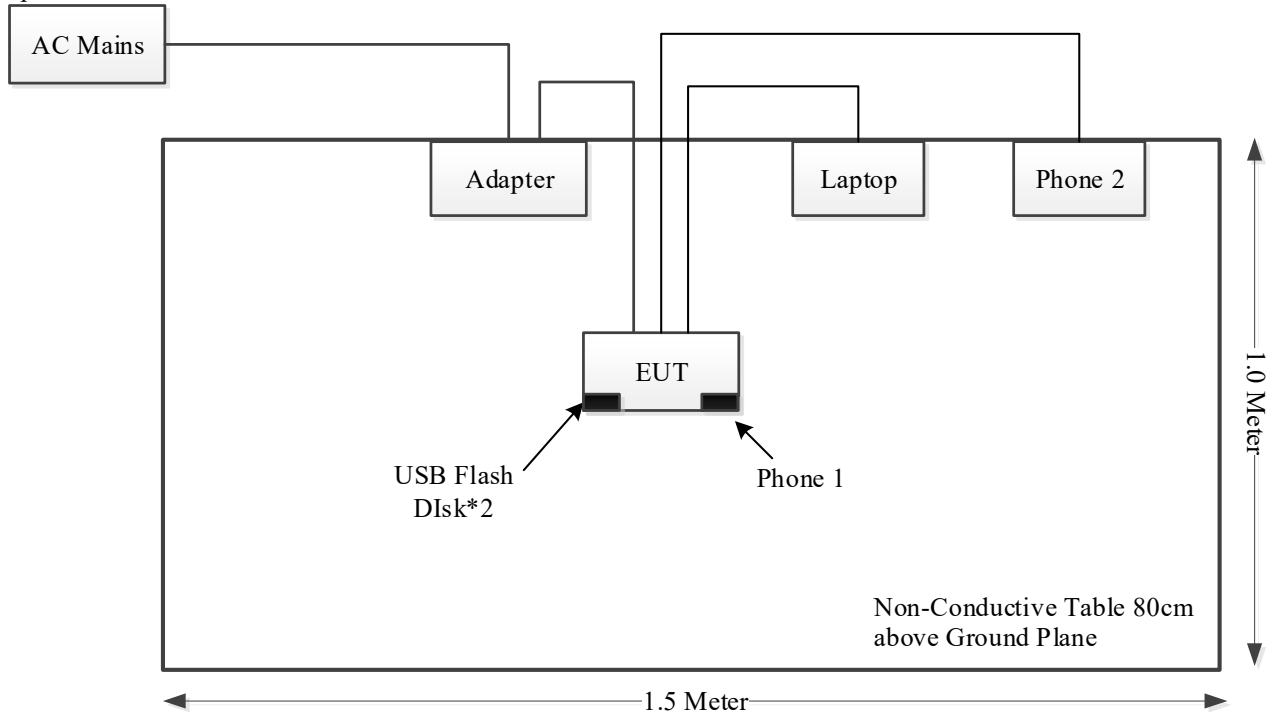 AC Mains
Adapter
Laptop
Phone 2
EUT
1.0 Meter
USB Flash
DIsk*2
Phone 1
Non-Conductive Table 80cm
above Ground Plane
1.5 Meter